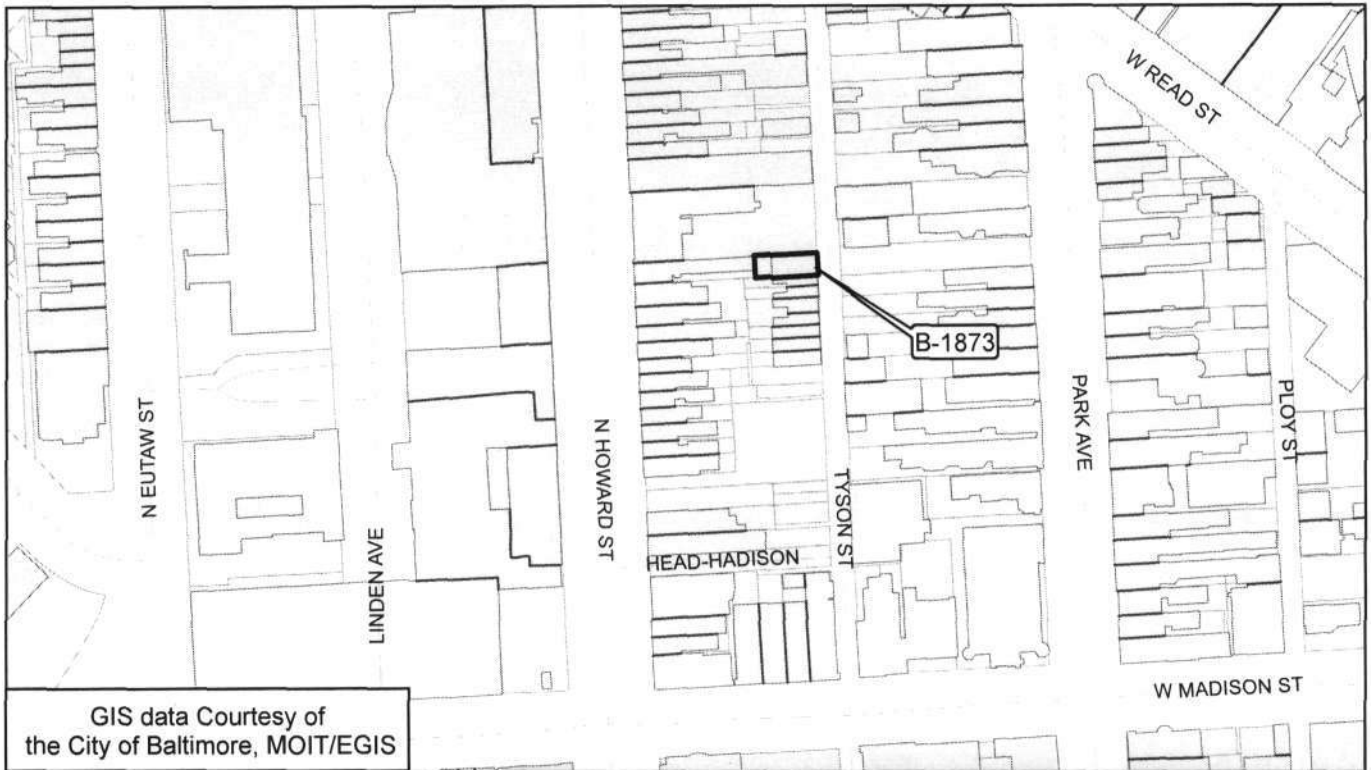 W READ ST
B-1873
N EUTAW ST
LINDEN AVE
N HOWARD ST
HEAD-HADISON
TYSON ST
PARK AVE
PLOY ST
W MADISON ST
GIS data Courtesy of
the City of Baltimore, MOIT/EGIS